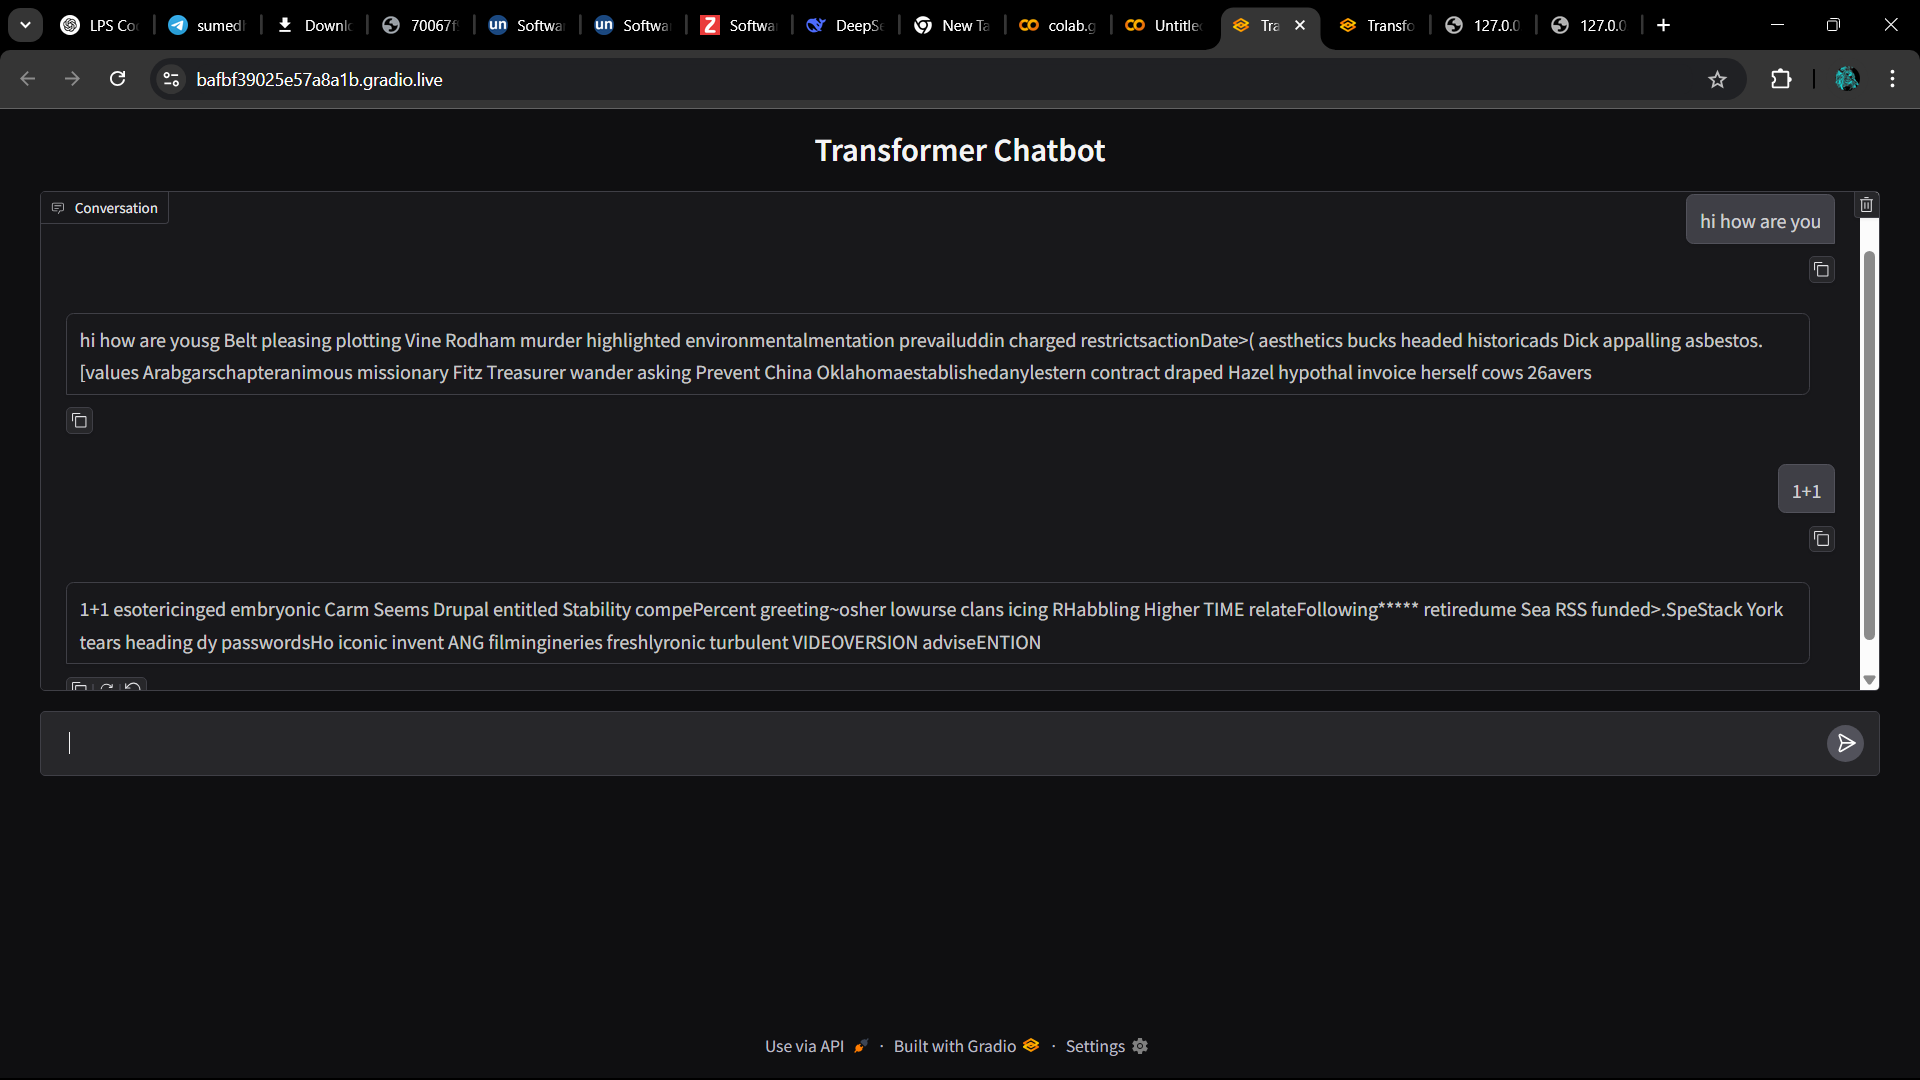 LPS Co
sumedh
Downlo
70067f
Softwar
Softwar
Softwa
DeepSe
New Ta
colab.g
Untitle
Tra
Transfo
127.0.0
127.0.0
bafbf39025e57a8a1b.gradio.live
Transformer Chatbot
Conversation
hi how are you
hi how are yousg Belt pleasing plotting Vine Rodham murder highlighted environmentalmentation prevailuddin charged restrictsactionDate>( aesthetics bucks headed historicads Dick appalling asbestos.
[values Arabgarschapteranimous missionary Fitz Treasurer wander asking Prevent China Oklahomaestablishedanylestern contract draped Hazel hypothal invoice herself cows 26avers
1+1
1+1 esotericinged embryonic Carm Seems Drupal entitled Stability compePercent greeting~osher lowurse clans icing RHabbling Higher TIME relateFollowing***** retiredume Sea RSS funded>.SpeStack York
tears heading dy passwordsHo iconic invent ANG filmingineries freshlyronic turbulent VIDEOVERSION adviseENTION
Use via API · Built with Gradio · Settings